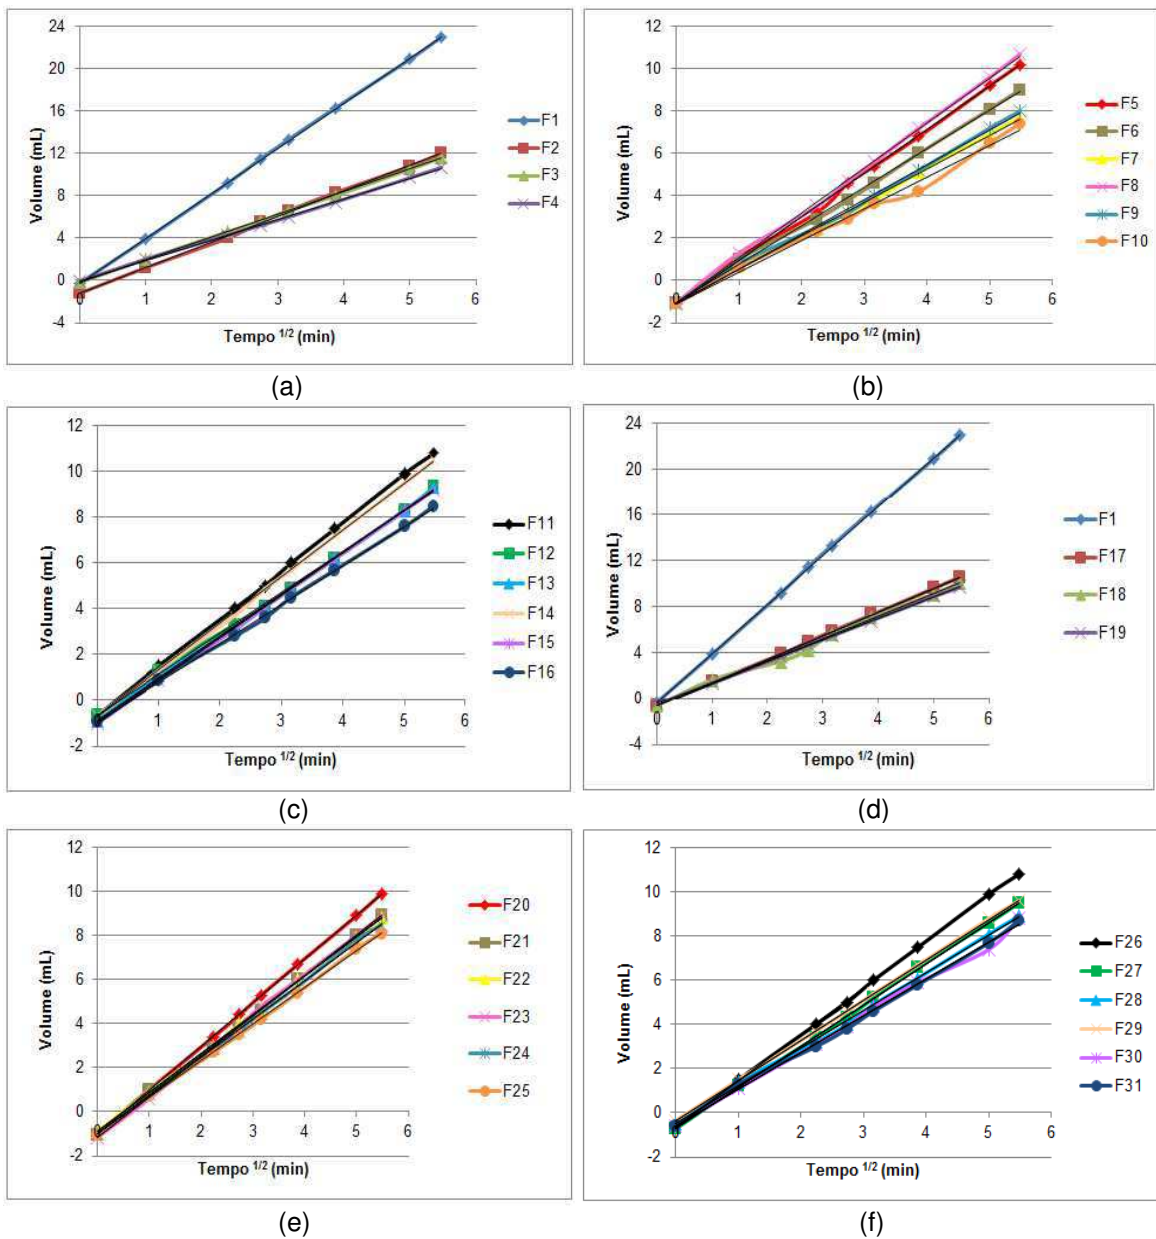 24
20
16
12
8
4
0
-4
0
1
2
3
4
5
6
Volume (mL)
Tempo 1/2 (min)
F1
F2
F3
F4
(a)
12
10
8
6
4
2
0
-2
0
1
2
3
4
5
6
Volume (mL)
Tempo 1/2 (min)
F5
F6
F7
F8
F9
F10
(b)
12
10
8
6
4
2
0
-2
0
1
2
3
4
5
6
Volume (mL)
Tempo 1/2 (min)
F11
F12
F13
F14
F15
F16
(c)
24
20
16
12
8
4
0
-4
0
1
2
3
4
5
6
Volume (mL)
Tempo 1/2 (min)
F1
F17
F18
F19
(d)
12
10
8
6
4
2
0
-2
0
1
2
3
4
5
6
Volume (mL)
Tempo 1/2 (min)
F20
F21
F22
F23
F24
F25
(e)
12
10
8
6
4
2
0
-2
0
1
2
3
4
5
6
Volume (mL)
Tempo 1/2 (min)
F26
F27
F28
F29
F30
F31
(f)